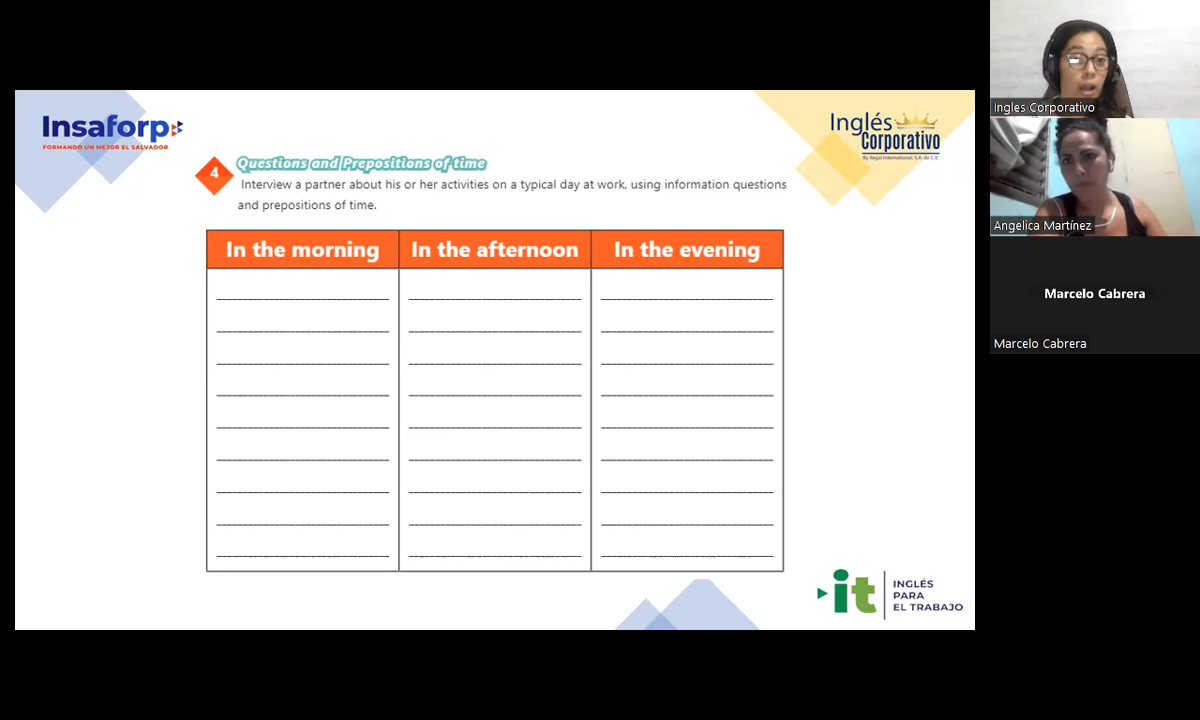 Insaforp
FORMANDO UN MEJOR EL SALVADOR
Inglés
Corporativo
By Regal International, S.A. de C.V.
4
Questions and Prepositions of time
Interview a partner about his or her activities on a typical day at work, using information questions
and prepositions of time.
In the morning In the afternoon In the evening
it
INGLÉS
PARA
EL TRABAJO
Ingles Corporativo
Angelica Martínez
Marcelo Cabrera
Marcelo Cabrera